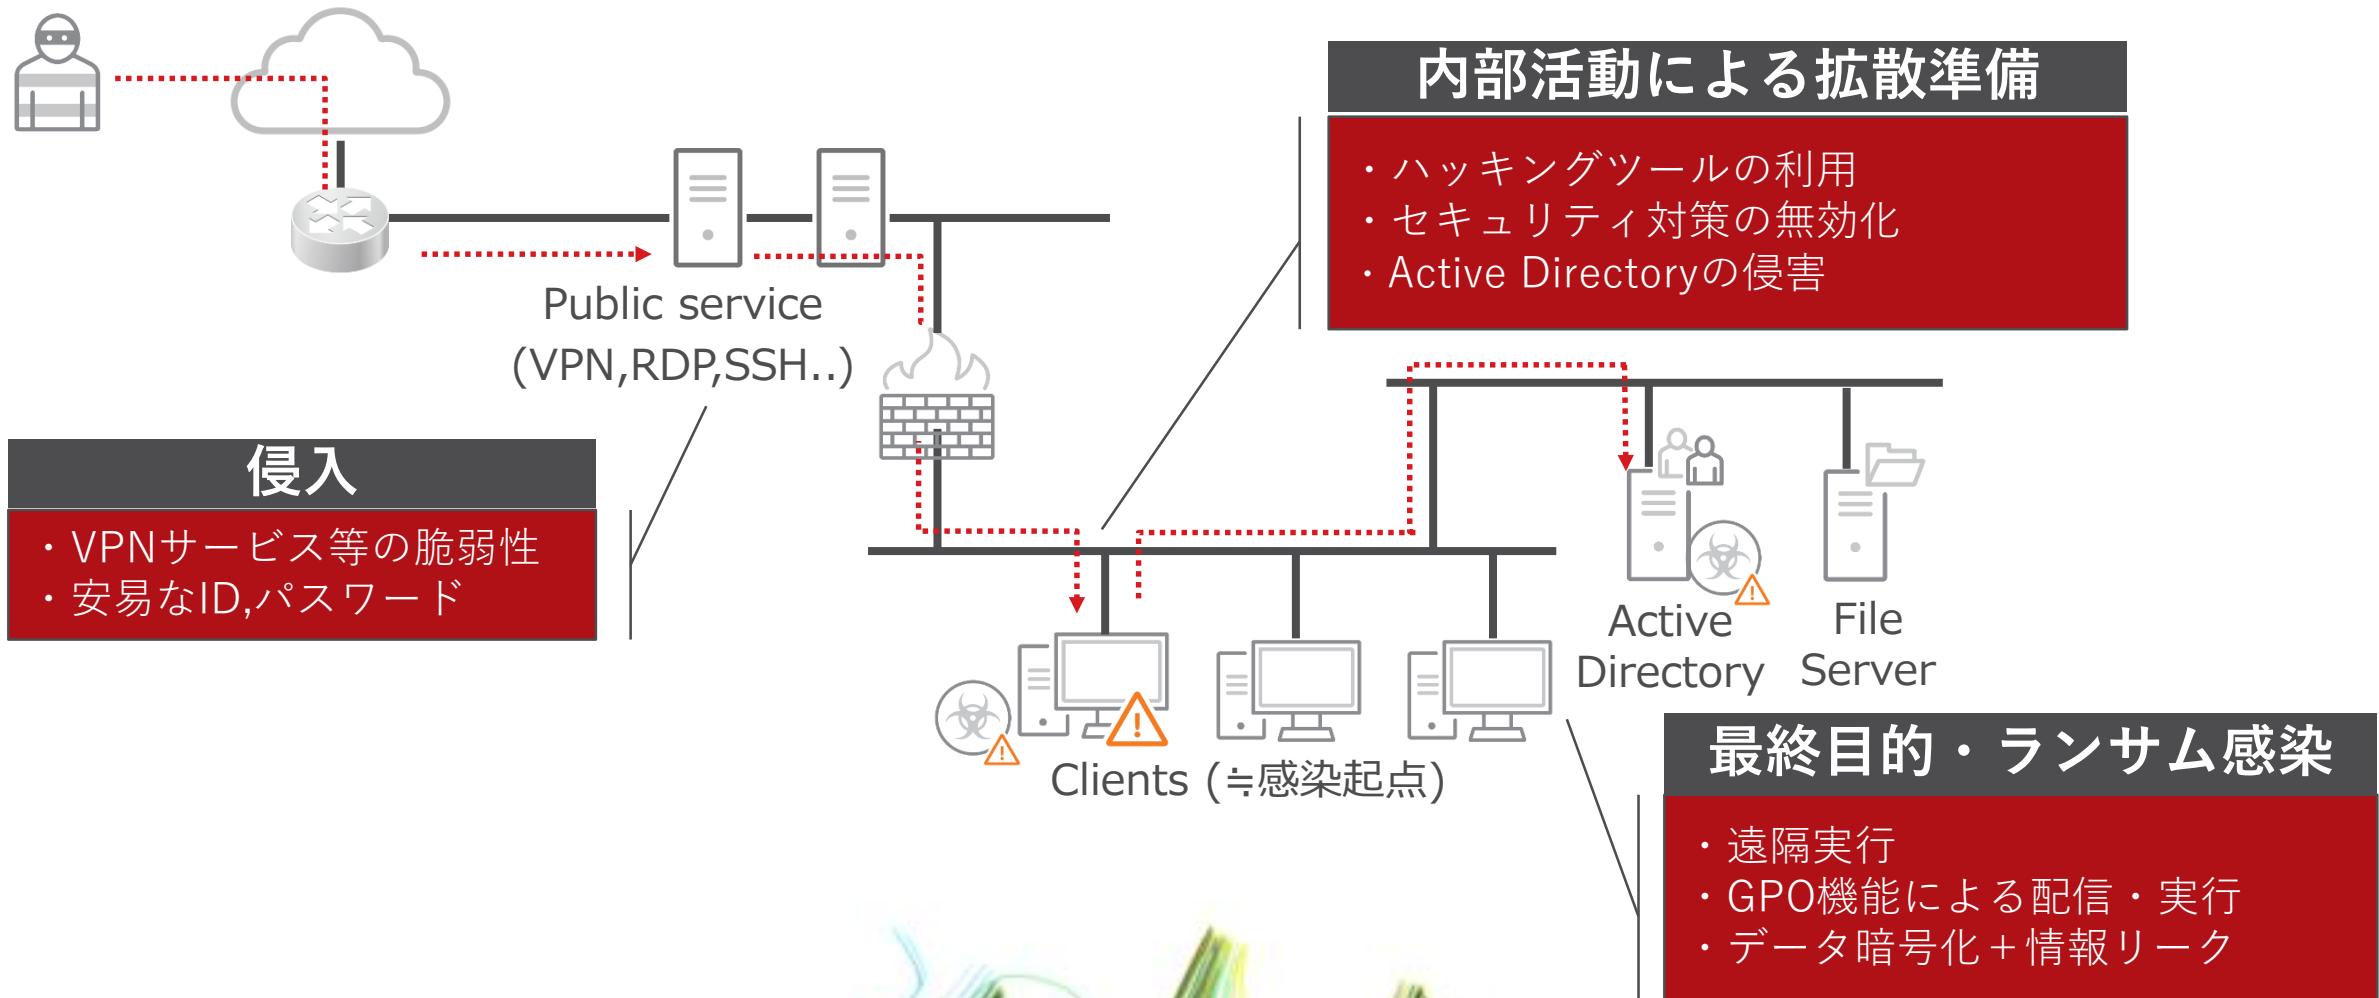 内部活動による拡散準備
・ハッキングツールの利用
・セキュリティ対策の無効化
・Active Directoryの侵害
Public service
(VPN,RDP,SSH..)
侵入
・VPNサービス等の脆弱性
・安易なID,パスワード
Active
Directory
File
Server
Clients (≒感染起点)
最終目的・ランサム感染
・遠隔実行
・GPO機能による配信・実行
・データ暗号化＋情報リーク